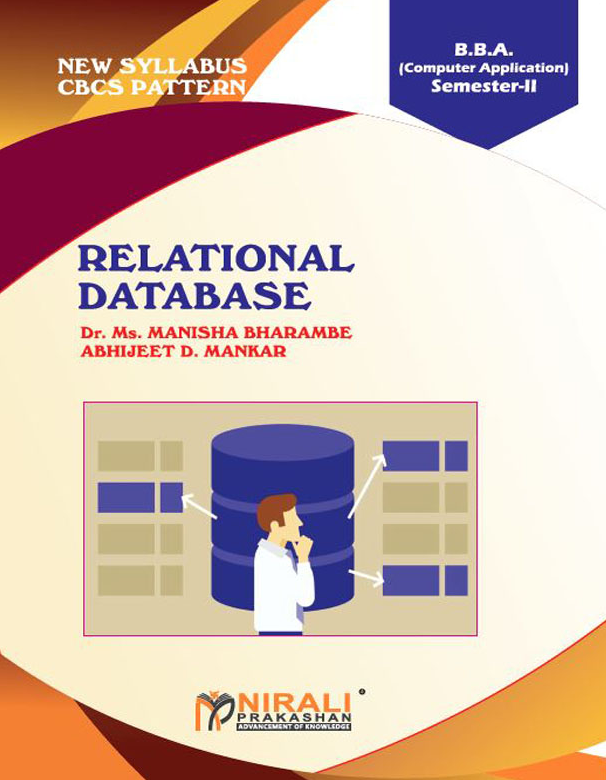 NEW SYLLABUS
CBCS PATTERN
B.B.A.
(Computer Application)
Semester-II
RELATIONAL
DATABASE
Dr. Ms. MANISHA BHARAMBE
ABHIJEET D. MANKAR
NIRALI
PRAKASHAN
ADVANCEMENT OF KNOWLEDGE